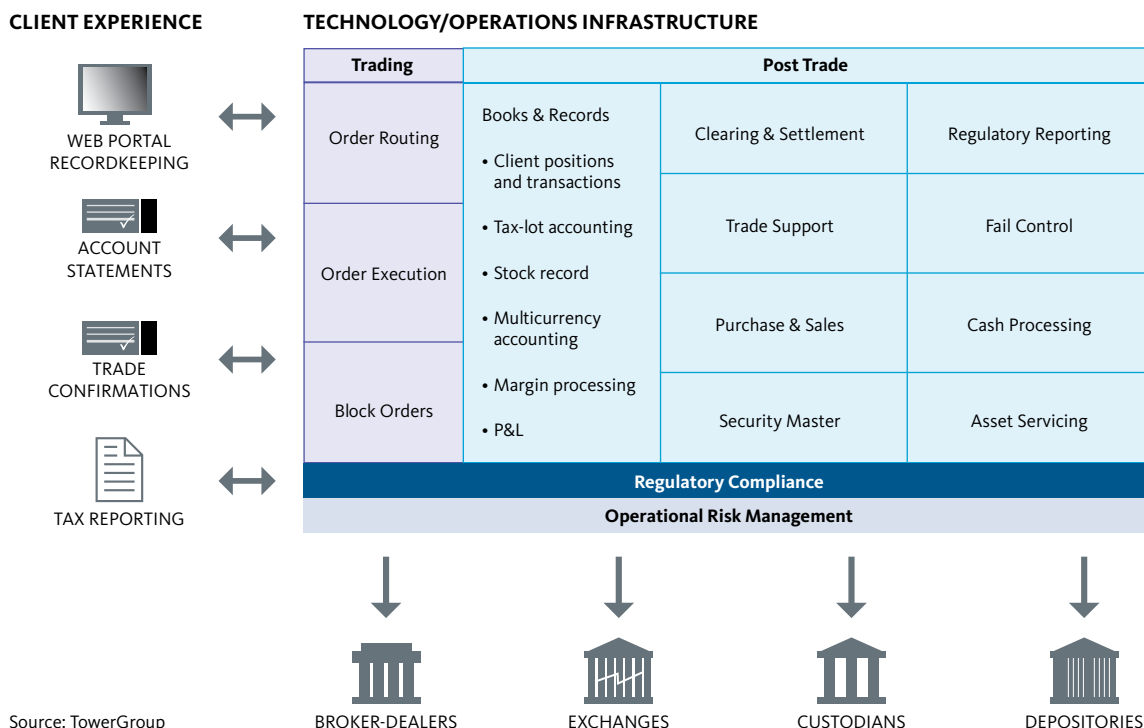 CLIENT EXPERIENCE
TECHNOLOGY/OPERATIONS INFRASTRUCTURE
WEB PORTAL
RECORDKEEPING
ACCOUNT
STATEMENTS
TRADE
CONFIRMATIONS
TAX REPORTING
Trading
Order Routing
Order Execution
Block Orders
Post Trade
Books & Records
• Client positions
and transactions
• Tax-lot accounting
• Stock record
• Multicurrency
accounting
• Margin processing
• P&L
Clearing & Settlement
Regulatory Reporting
Trade Support
Fail Control
Purchase & Sales
Cash Processing
Security Master
Asset Servicing
Regulatory Compliance
Operational Risk Management
BROKER-DEALERS
EXCHANGES
CUSTODIANS
DEPOSITORIES
Source: TowerGroup